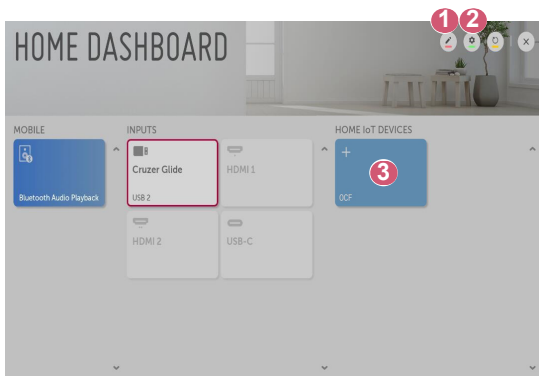 1 2
HOME DASHBOARD
MOBILE
INPUTS
HOME IoT DEVICES
Cruzer Glide
USB 2
HDMI 1
Bluetooth Audio Playback
3
OCF
HDMI 2
USB-C